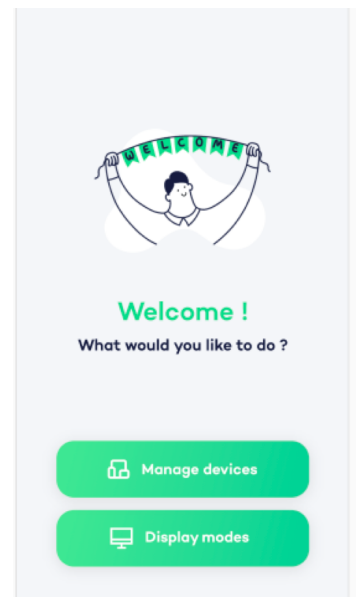 WELCOME
Welcome !
What would you like to do ?
Manage devices
Display modes